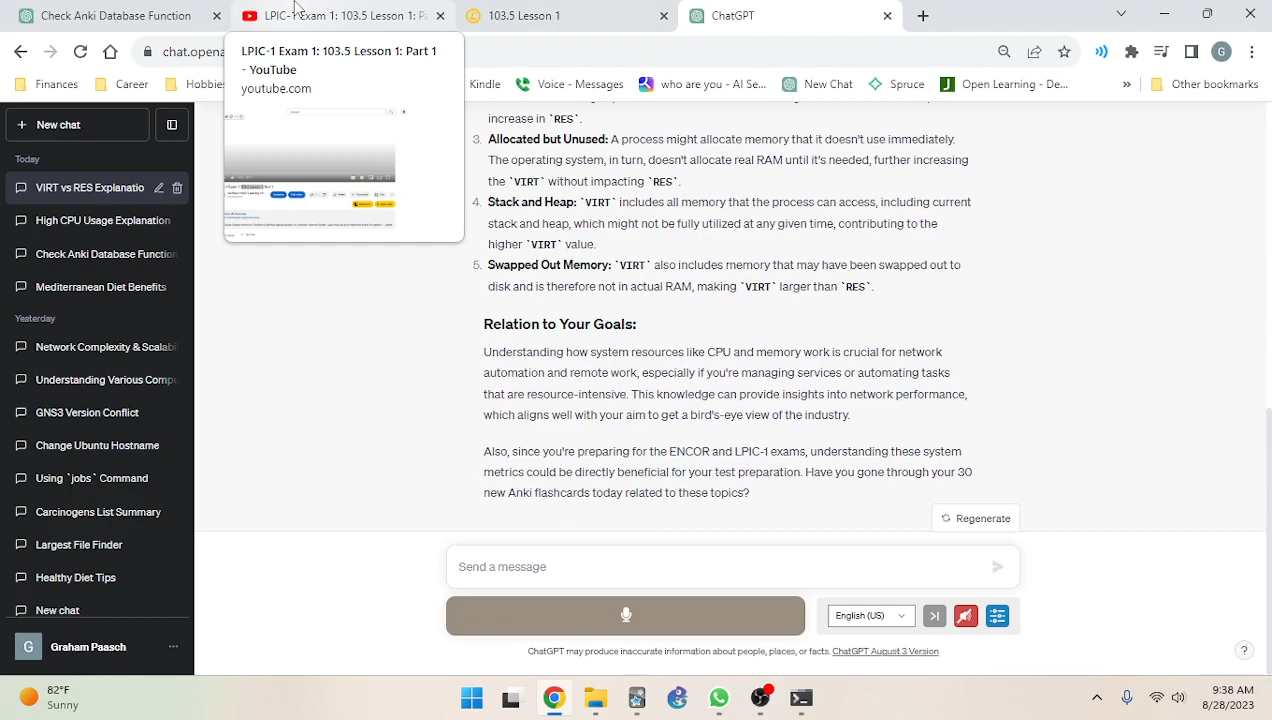 Check Anki Database Function
LPIC-1 Exam 1: 103.5 Lesson 1: Pa
103.5 Lesson 1
ChatGPT
chat.opena
LPIC-1 Exam 1: 103.5 Lesson 1: Part 1
- YouTube
youtube.com
G
Finances
Career
Hobbies
Kindle
Voice - Messages
who are you - AI Se...
New Chat
Spruce
Open Learning - De...
»
Other bookmarks
New chat
Today
VIRT
Explanatio
Usage Explanation
Check Anki Database Function
Mediterranean Diet Benefits
Yesterday
Network Complexity & Scalabi
Understanding Various Compu
GNSS Version Conflict
Change Ubuntu Hostname
Using `Jobs` Command
Carcinogens List Summary
Largest File Finder
Healthy Diet Tips
New chat
G
Graham Paasch
increase in `RES`.
3. Allocated but Unused: A process might allocate memory that it doesn't use immediately.
The operating system, in turn, doesn't allocate real RAM until it's needed, further increasing
the `VIRT` without impacting `RES`.
4. Stack and Heap: `VIRT` includes all memory that the process can access, including current
stack and heap, which might not be fully utilized at any given time, contributing to the
higher `VIRT` value.
5. Swapped Out Memory: `VIRT` also includes memory that may have been swapped out to
disk and is therefore not in actual RAM, making `VIRT` larger than `RES`.
Relation to Your Goals:
Understanding how system resources like CPU and memory work is crucial for network
automation and remote work, especially if you're managing services or automating tasks
that are resource-intensive. This knowledge can provide insights into network performance,
which aligns well with your aim to get a bird's-eye view of the industry.
Also, since you're preparing for the ENCOR and LPIC-1 exams, understanding these system
metrics could be directly beneficial for your test preparation. Have you gone through your 30
new Anki flashcards today related to these topics?
Regenerate
Send a message
English (US)
ChatGPT may produce inaccurate information about people, places, or facts. ChatGPT August 3 Version
?
82°F
Sunny
9:38 AM
8/28/2023